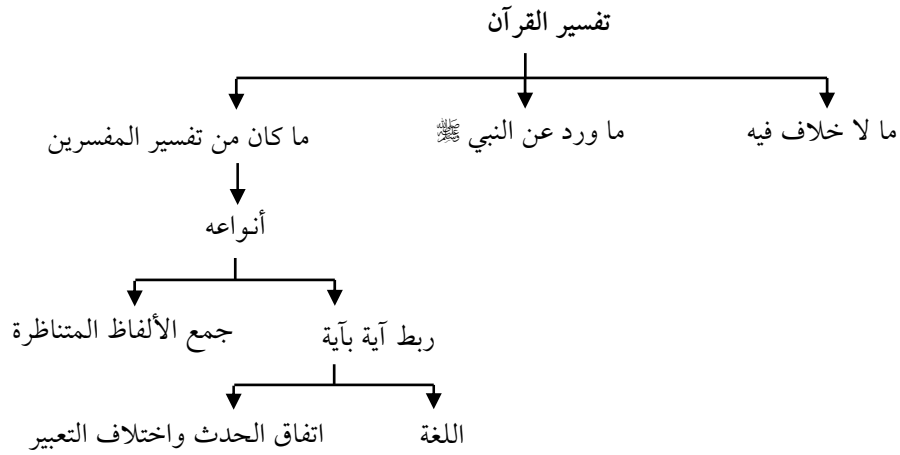 تفسير القرآن
ما لا خلاف فيه
ما ورد عن النبي ﷺ
ما كان من تفسير المفسرين
أنواعه
ربط آية بآية
جمع الألفاظ المتناظرة
اللغة
اتفاق الحدث واختلاف التعبير